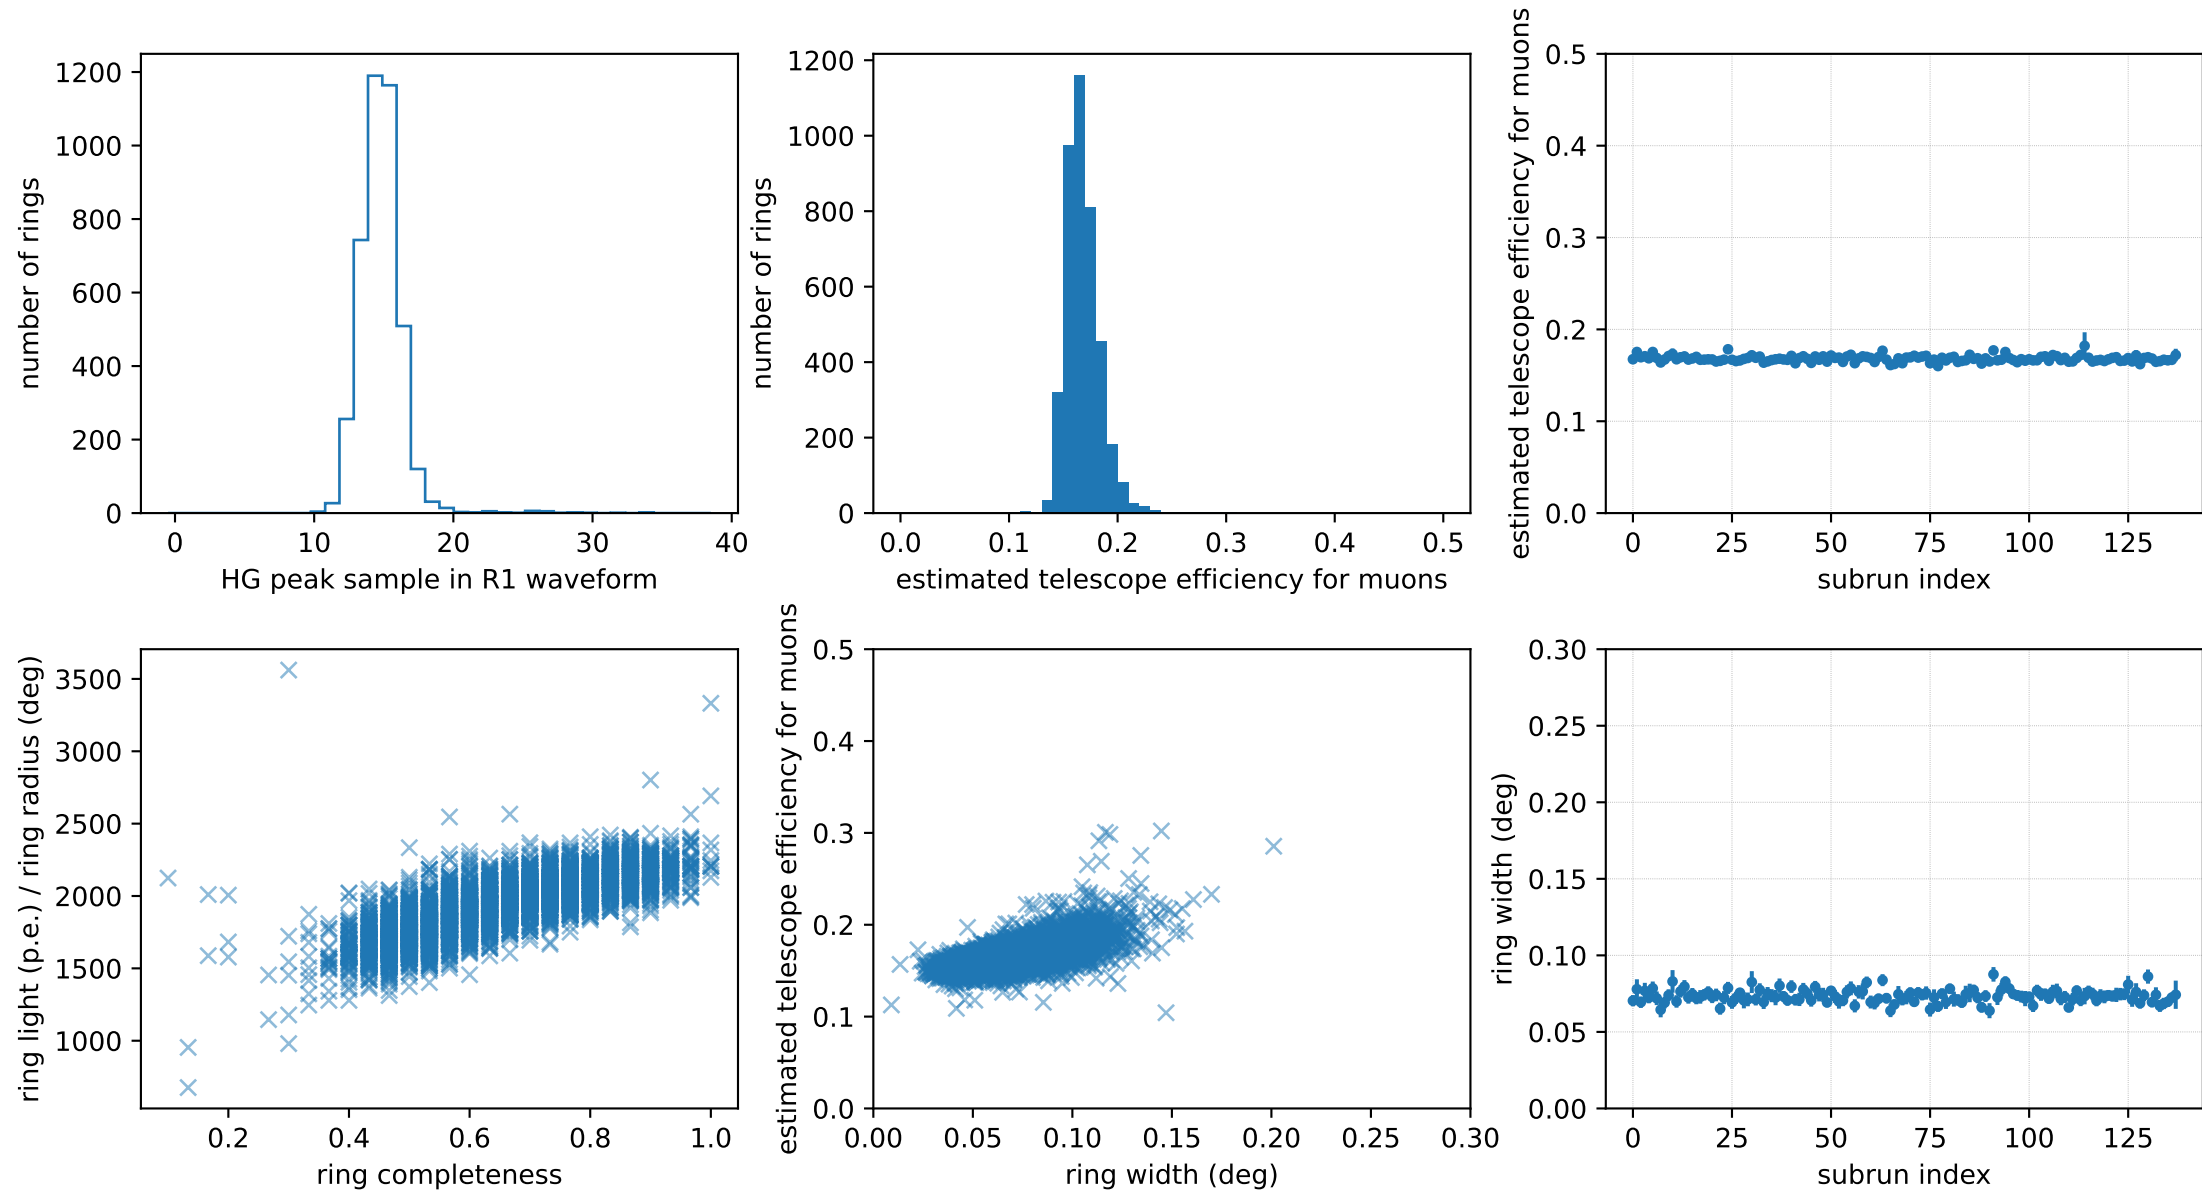 number of rings
1200
1000
800
600
400
200
0
0 10 20 30 40
HG peak sample in R1 waveform
number of rings
1200
1000
800
600
400
200
0
0.0 0.1 0.2 0.3 0.4 0.5
estimated telescope efficiency for muons
estimated telescope efficiency for muons
0.5
0.4
0.3
0.2
0.1
0.0
0 25 50 75 100 125
subrun index
ring light (p.e.) / ring radius (deg)
3500
3000
2500
2000
1500
1000
0.2 0.4 0.6 0.8 1.0
ring completeness
estimated telescope efficiency for muons
0.5
0.4
0.3
0.2
0.1
0.0
0.00 0.05 0.10 0.15 0.20 0.25 0.30
ring width (deg)
ring width (deg)
0.30
0.25
0.20
0.15
0.10
0.05
0.00
0 25 50 75 100 125
subrun index